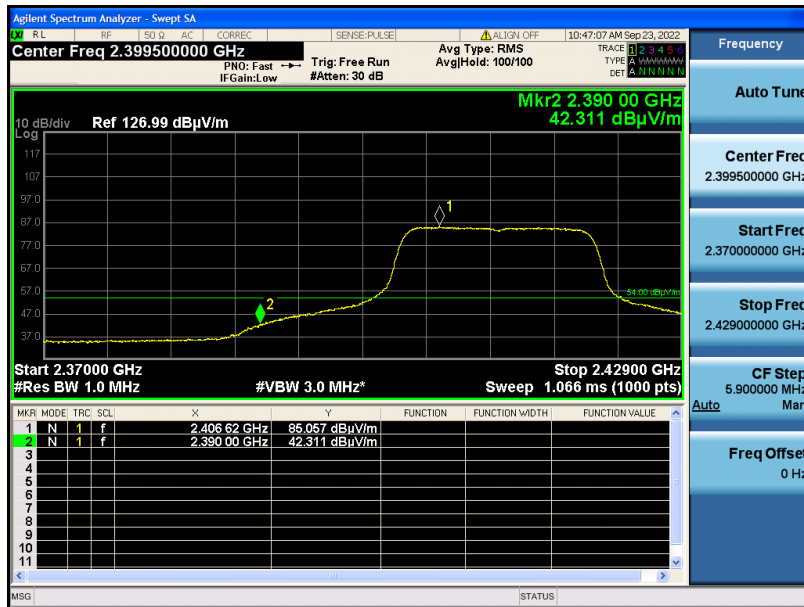 Agilent Spectrum Analyzer - Swept SA
LXI RL RF 50 Ω AC CORREC SENSE:PULSE ALIGN OFF 10:47:07 AM Sep 23, 2022
Center Freq 2.399500000 GHz
PNO: Fast
IFGain:Low
Trig: Free Run
#Atten: 30 dB
Avg Type: RMS
Avg|Hold: 100/100
TRACE 1 2 3 4 5 6
TYPE A WWWWW
DET A N N N N N
Mkr2 2.390 00 GHz
42.311 dBµV/m
10 dB/div Ref 126.99 dBµV/m
Log
117
107
97.0
87.0
77.0
67.0
57.0
47.0
37.0
1
2
54.00 dBµV/m
Start 2.37000 GHz Stop 2.42900 GHz
#Res BW 1.0 MHz #VBW 3.0 MHz* Sweep 1.066 ms (1000 pts)
MKR MODE TRC SCL X Y FUNCTION FUNCTION WIDTH FUNCTION VALUE
1 N 1 f 2.406 62 GHz 85.057 dBµV/m
2 N 1 f 2.390 00 GHz 42.311 dBµV/m
3
4
5
6
7
8
9
10
11
MSG STATUS
Frequency
Auto Tune
Center Freq
2.399500000 GHz
Start Freq
2.370000000 GHz
Stop Freq
2.429000000 GHz
CF Step
5.900000 MHz
Auto Man
Freq Offset
0 Hz